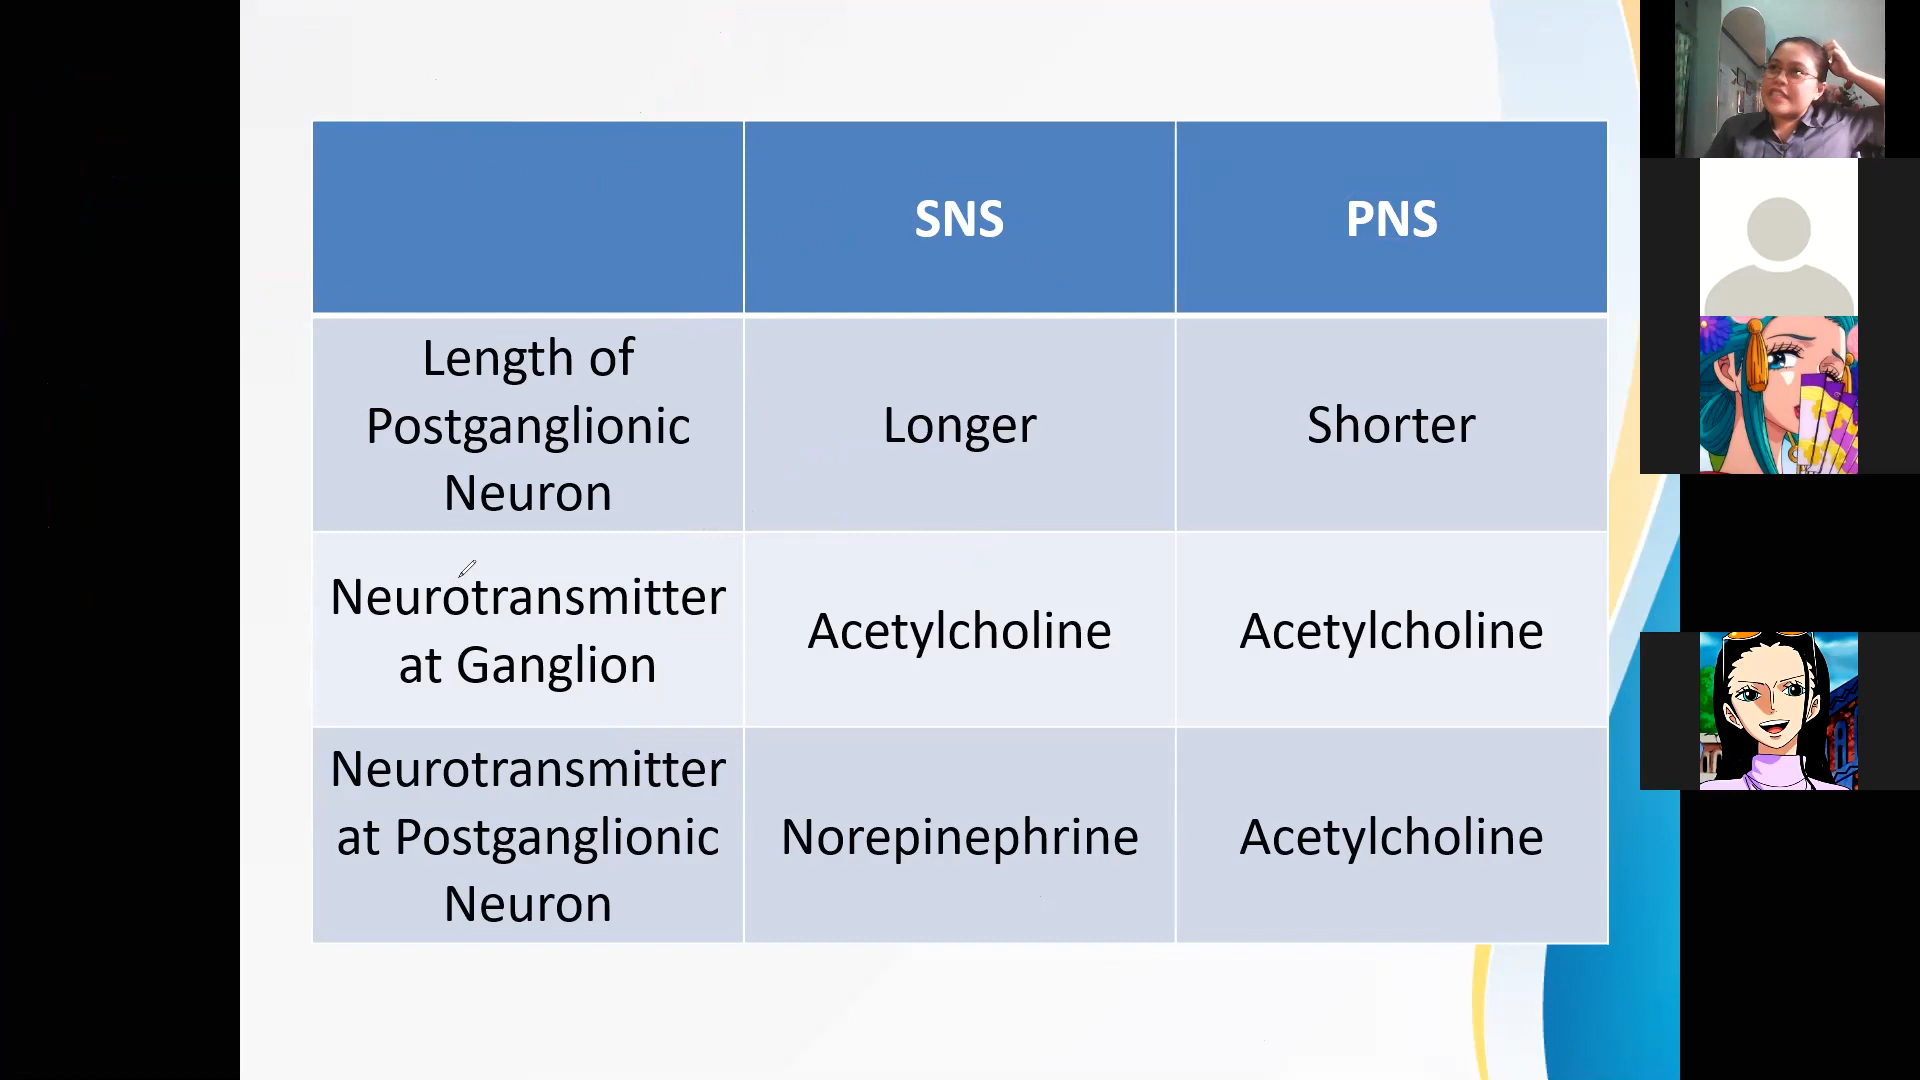 SNS
PNS
Length of
Postganglionic
Neuron
Longer
Shorter
Neurotransmitter
at Ganglion
Acetylcholine
Acetylcholine
Neurotransmitter
at Postganglionic
Neuron
Norepinephrine
Acetylcholine